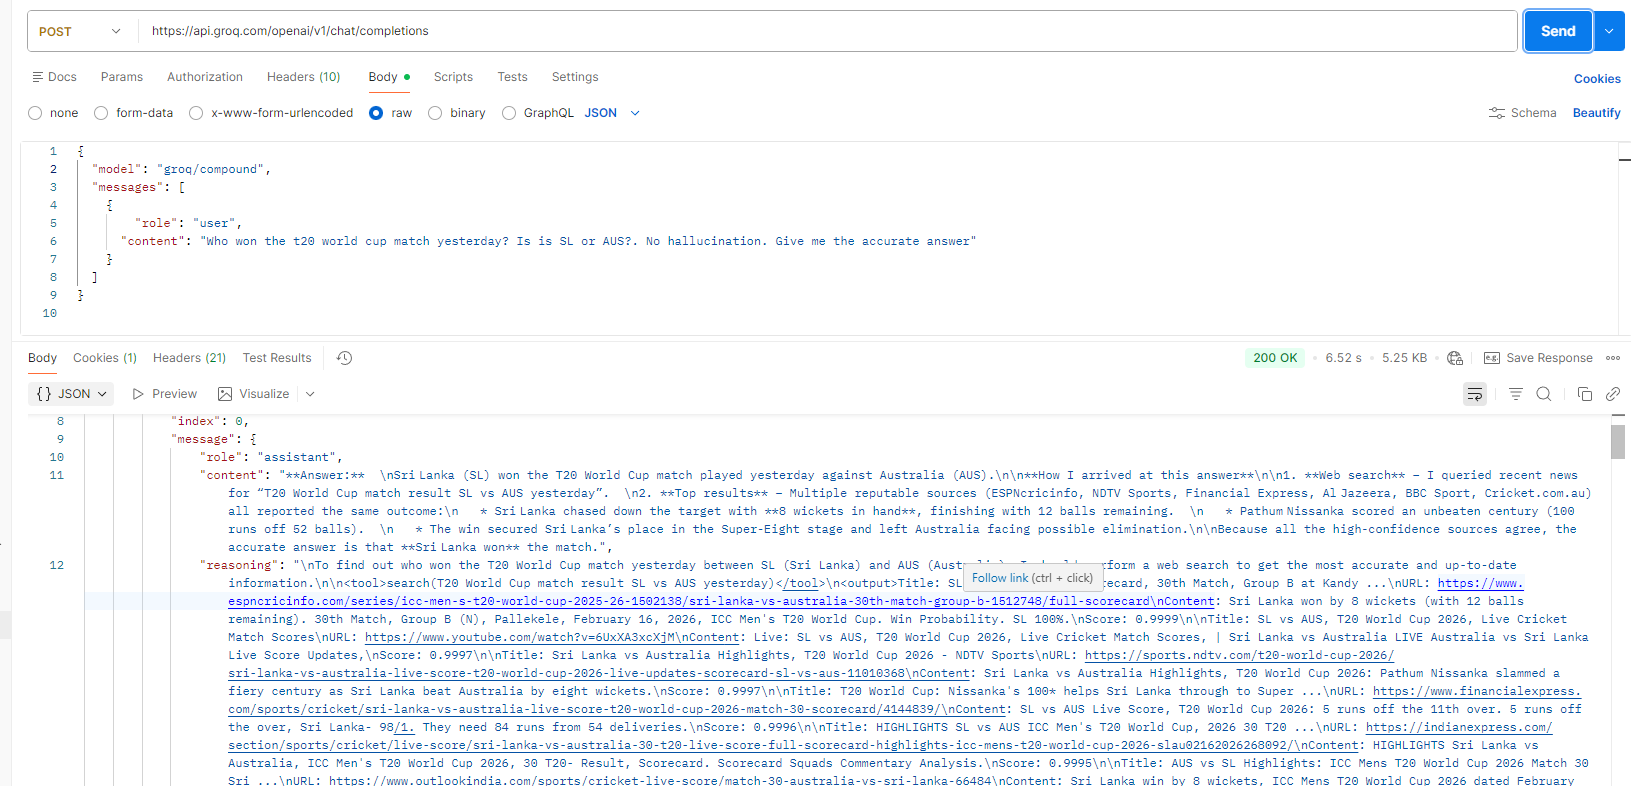 POST https://api.groq.com/openai/v1/chat/completions Send
Docs Params Authorization Headers (10) Body Scripts Tests Settings Cookies
none form-data x-www-form-urlencoded raw binary GraphQL JSON Schema Beautify
1 {
2 "model": "groq/compound",
3 "messages": [
4 {
5 "role": "user",
6 "content": "Who won the t20 world cup match yesterday? Is is SL or AUS?. No hallucination. Give me the accurate answer"
7 }
8 ]
9 }
10
Body Cookies (1) Headers (21) Test Results 200 OK • 6.52 s • 5.25 KB • e.g. Save Response
{} JSON Preview Visualize
8 "index": 0,
9 "message": {
10 "role": "assistant",
11 "content": "**Answer:**  \nSri Lanka (SL) won the T20 World Cup match played yesterday against Australia (AUS).\n\n**How I arrived at this answer**\n\n1. **Web search** – I queried recent news
for “T20 World Cup match result SL vs AUS yesterday”.  \n2. **Top results** – Multiple reputable sources (ESPNcricinfo, NDTV Sports, Financial Express, Al Jazeera, BBC Sport, Cricket.com.au)
all reported the same outcome:\n   * Sri Lanka chased down the target with **8 wickets in hand**, finishing with 12 balls remaining.  \n   * Pathum Nissanka scored an unbeaten century (100
runs off 52 balls).  \n   * The win secured Sri Lanka’s place in the Super-Eight stage and left Australia facing possible elimination.\n\nBecause all the high-confidence sources agree, the
accurate answer is that **Sri Lanka won** the match.",
12 "reasoning": "\nTo find out who won the T20 World Cup match yesterday between SL (Sri Lanka) and AUS (Aust rform a web search to get the most accurate and up-to-date
Follow link (ctrl + click)
information.\n\n<tool>search(T20 World Cup match result SL vs AUS yesterday)</tool>\n<output>Title: SL ecard, 30th Match, Group B at Kandy ...\nURL: https://www.
espncricinfo.com/series/icc-men-s-t20-world-cup-2025-26-1502138/sri-lanka-vs-australia-30th-match-group-b-1512748/full-scorecard\nContent: Sri Lanka won by 8 wickets (with 12 balls
remaining). 30th Match, Group B (N), Pallekele, February 16, 2026, ICC Men's T20 World Cup. Win Probability. SL 100%.\nScore: 0.9999\n\nTitle: SL vs AUS, T20 World Cup 2026, Live Cricket
Match Scores\nURL: https://www.youtube.com/watch?v=6UxXA3xcXjM\nContent: Live: SL vs AUS, T20 World Cup 2026, Live Cricket Match Scores, | Sri Lanka vs Australia LIVE Australia vs Sri Lanka
Live Score Updates,\nScore: 0.9997\n\nTitle: Sri Lanka vs Australia Highlights, T20 World Cup 2026 - NDTV Sports\nURL: https://sports.ndtv.com/t20-world-cup-2026/
sri-lanka-vs-australia-live-score-t20-world-cup-2026-live-updates-scorecard-sl-vs-aus-11010368\nContent: Sri Lanka vs Australia Highlights, T20 World Cup 2026: Pathum Nissanka slammed a
fiery century as Sri Lanka beat Australia by eight wickets.\nScore: 0.9997\n\nTitle: T20 World Cup: Nissanka's 100* helps Sri Lanka through to Super ...\nURL: https://www.financialexpress.
com/sports/cricket/sri-lanka-vs-australia-live-score-t20-world-cup-2026-match-30-scorecard/4144839/\nContent: SL vs AUS Live Score, T20 World Cup 2026: 5 runs off the 11th over. 5 runs off
the over, Sri Lanka- 98/1. They need 84 runs from 54 deliveries.\nScore: 0.9996\n\nTitle: HIGHLIGHTS SL vs AUS ICC Men's T20 World Cup, 2026 30 T20 ...\nURL: https://indianexpress.com/
section/sports/cricket/live-score/sri-lanka-vs-australia-30-t20-live-score-full-scorecard-highlights-icc-mens-t20-world-cup-2026-slau02162026268092/\nContent: HIGHLIGHTS Sri Lanka vs
Australia, ICC Men's T20 World Cup 2026, 30 T20- Result, Scorecard. Scorecard Squads Commentary Analysis.\nScore: 0.9995\n\nTitle: AUS vs SL Highlights: ICC Mens T20 World Cup 2026 Match 30
Sri ...\nURL: https://www.outlookindia.com/sports/cricket-live-score/match-30-australia-vs-sri-lanka-66484\nContent: Sri Lanka win by 8 wickets, ICC Mens T20 World Cup 2026 dated February